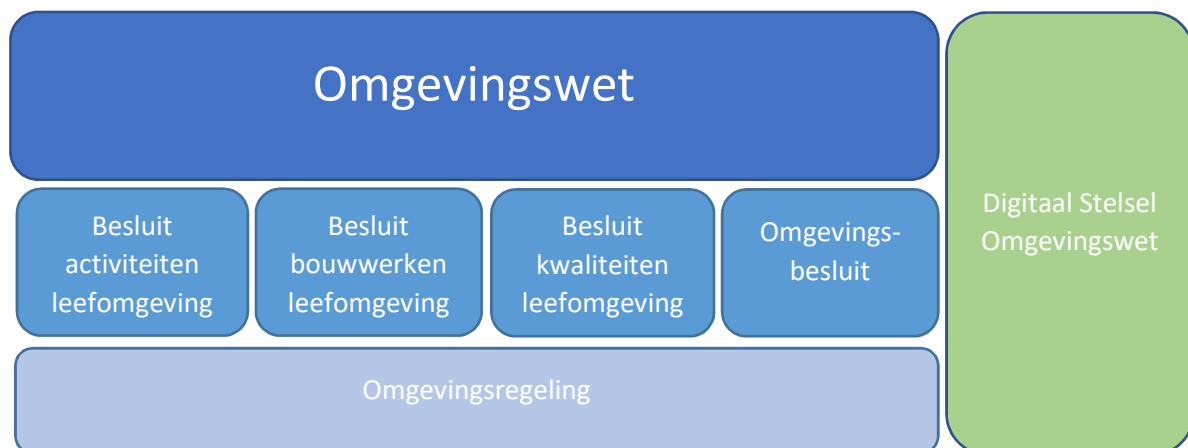 Omgevingswet
Besluit
activiteiten
leefomgeving
Besluit
bouwwerken
leefomgeving
Besluit
kwaliteiten
leefomgeving
Omgevings-
besluit
Omgevingsregeling
Digitaal Stelsel
Omgevingswet